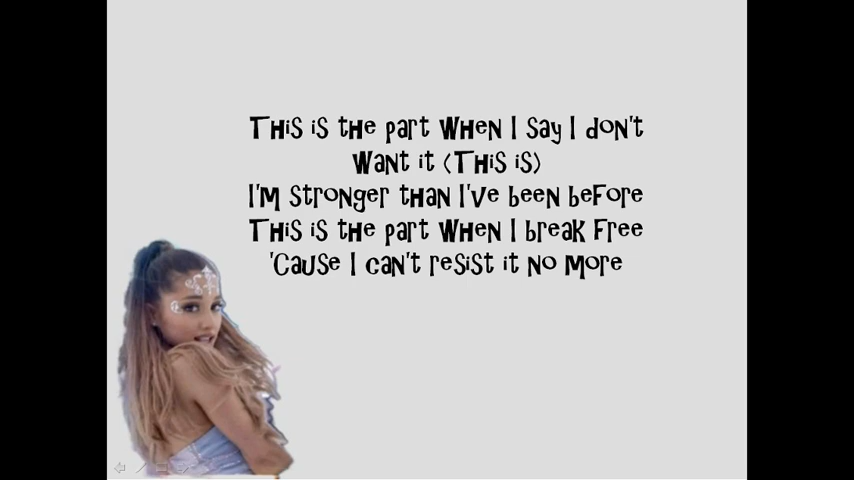 This is the part when I say I don't
want it (This is)
I'm stronger than I've been before
This is the part when I break free
'Cause I can't resist it no more